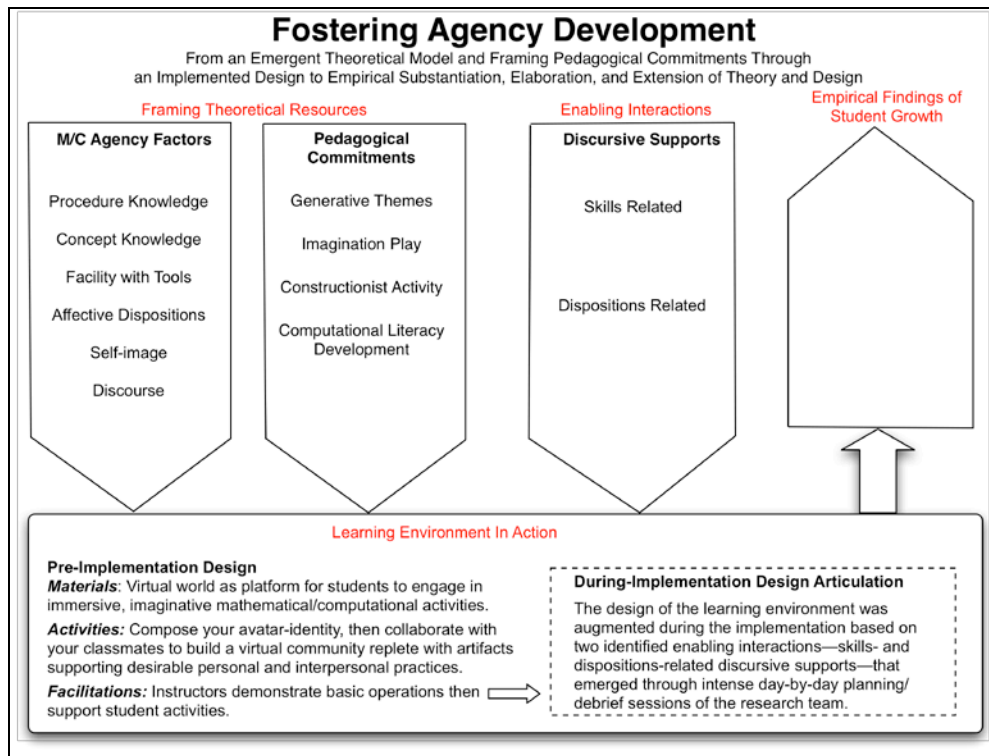 Fostering Agency Development
From an Emergent Theoretical Model and Framing Pedagogical Commitments Through
an Implemented Design to Empirical Substantiation, Elaboration, and Extension of Theory and Design
Framing Theoretical Resources
Enabling Interactions
Empirical Findings of
Student Growth
M/C Agency Factors
Procedure Knowledge
Concept Knowledge
Facility with Tools
Affective Dispositions
Self-image
Discourse
Pedagogical
Commitments
Generative Themes
Imagination Play
Constructionist Activity
Computational Literacy
Development
Discursive Supports
Skills Related
Dispositions Related
Learning Environment In Action
Pre-Implementation Design
Materials: Virtual world as platform for students to engage in
immersive, imaginative mathematical/computational activities.
Activities: Compose your avatar-identity, then collaborate with
your classmates to build a virtual community replete with artifacts
supporting desirable personal and interpersonal practices.
Facilitations: Instructors demonstrate basic operations then
support student activities.
During-Implementation Design Articulation
The design of the learning environment was
augmented during the implementation based on
two identified enabling interactions—skills- and
dispositions-related discursive supports—that
emerged through intense day-by-day planning/
debrief sessions of the research team.